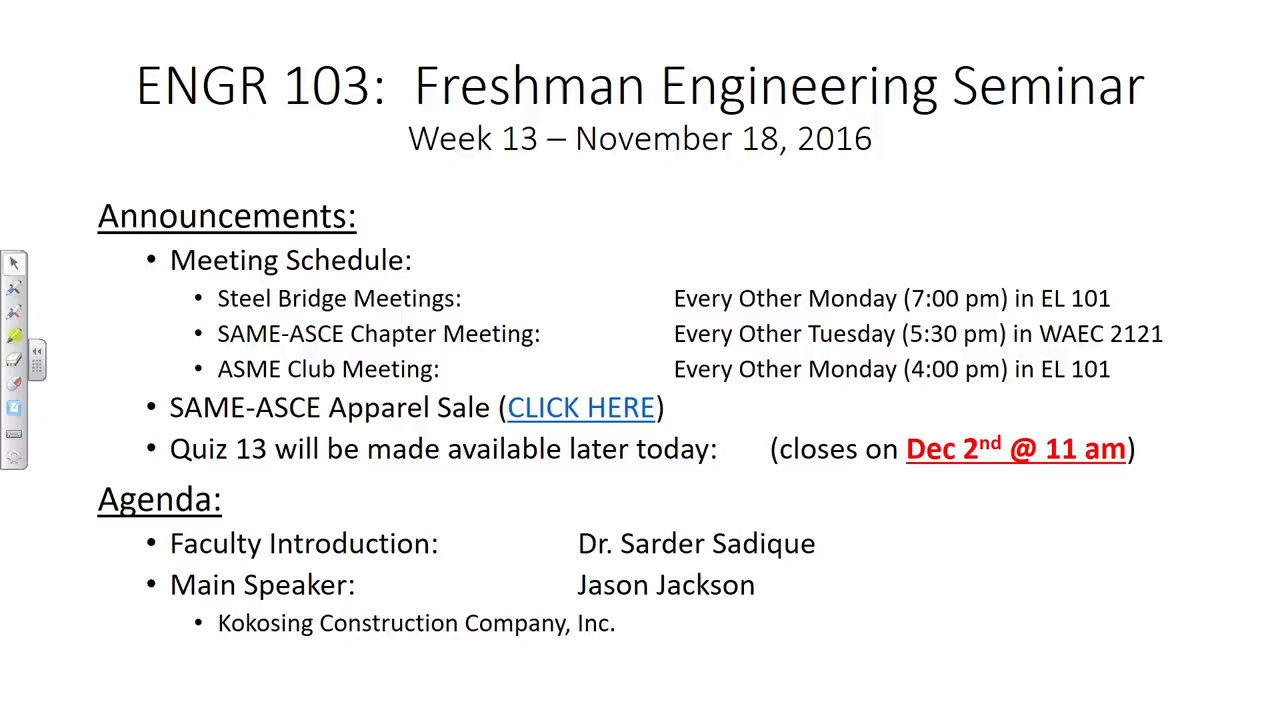 ENGR 103: Freshman Engineering Seminar
Week 13 – November 18, 2016
Announcements:
• Meeting Schedule:
• Steel Bridge Meetings: Every Other Monday (7:00 pm) in EL 101
• SAME-ASCE Chapter Meeting: Every Other Tuesday (5:30 pm) in WAEC 2121
• ASME Club Meeting: Every Other Monday (4:00 pm) in EL 101
• SAME-ASCE Apparel Sale (CLICK HERE)
• Quiz 13 will be made available later today: (closes on Dec 2nd @ 11 am)
Agenda:
• Faculty Introduction: Dr. Sarder Sadique
• Main Speaker: Jason Jackson
• Kokosing Construction Company, Inc.